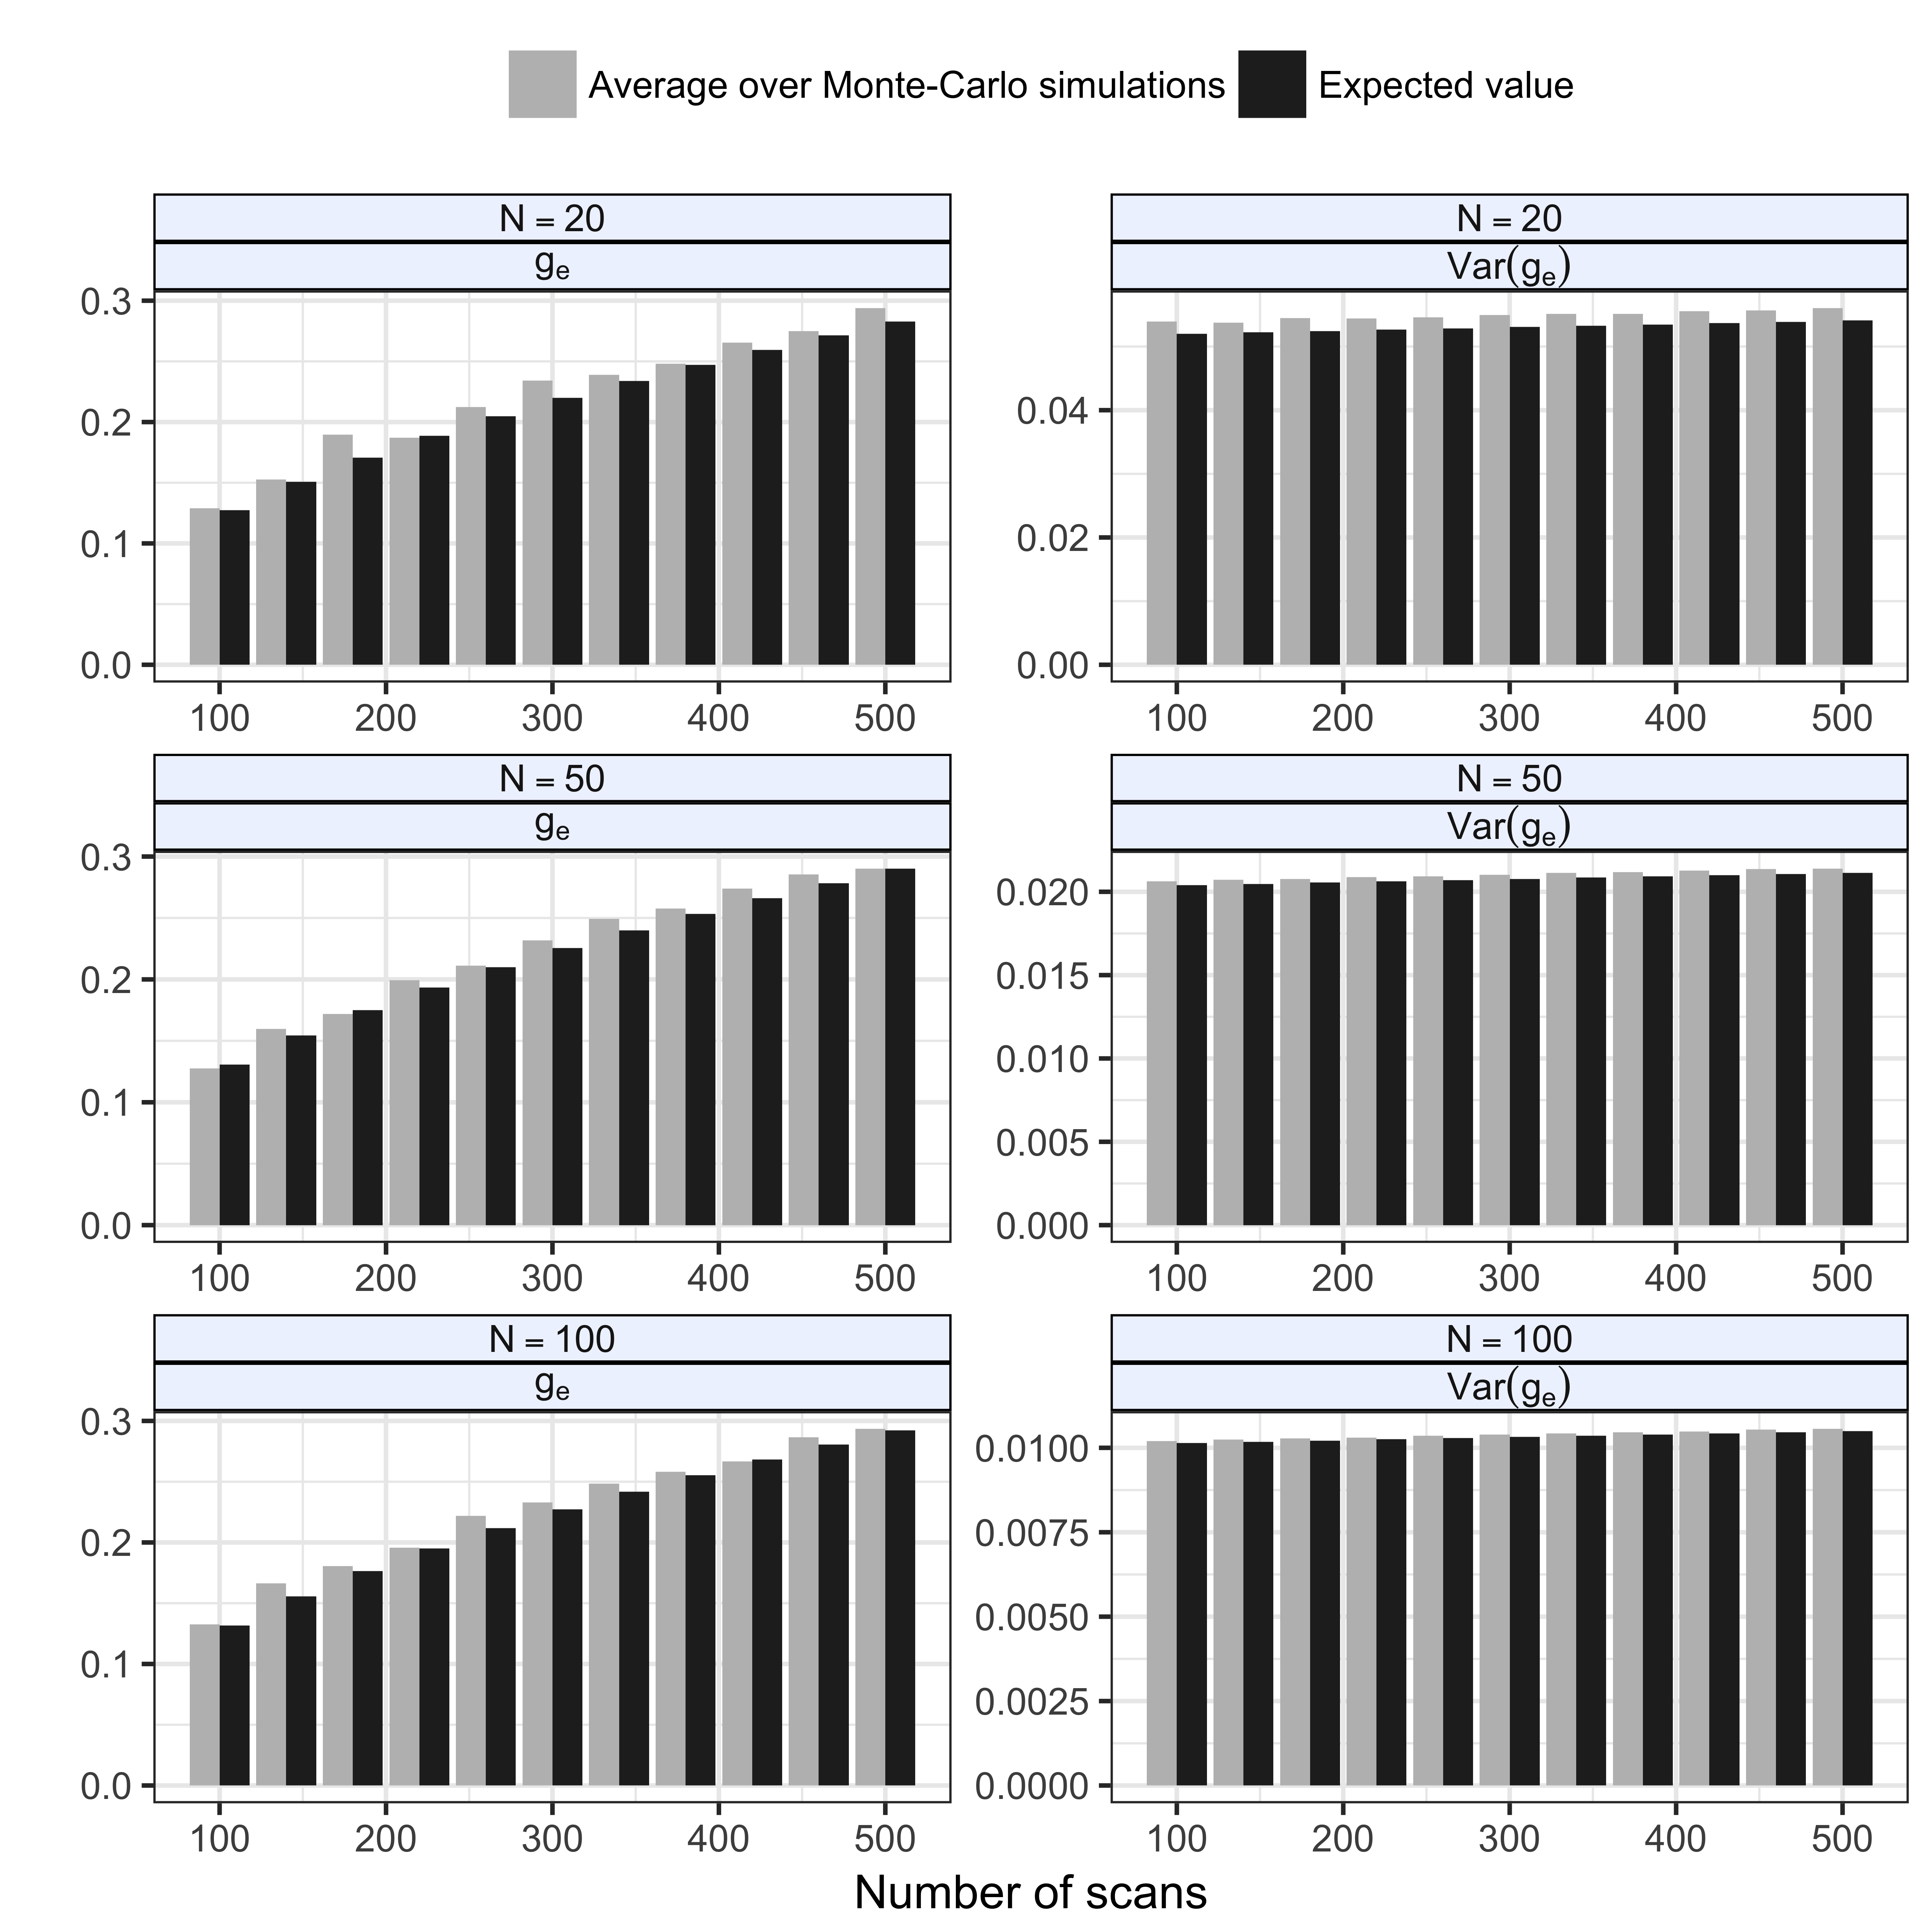 Average over Monte-Carlo simulations Expected value
N = 20
gₑ
0.3
0.2
0.1
0.0
100 200 300 400 500
N = 20
Var(gₑ)
0.04
0.02
0.00
100 200 300 400 500
N = 50
gₑ
0.3
0.2
0.1
0.0
100 200 300 400 500
N = 50
Var(gₑ)
0.020
0.015
0.010
0.005
0.000
100 200 300 400 500
N = 100
gₑ
0.3
0.2
0.1
0.0
100 200 300 400 500
N = 100
Var(gₑ)
0.0100
0.0075
0.0050
0.0025
0.0000
100 200 300 400 500
Number of scans